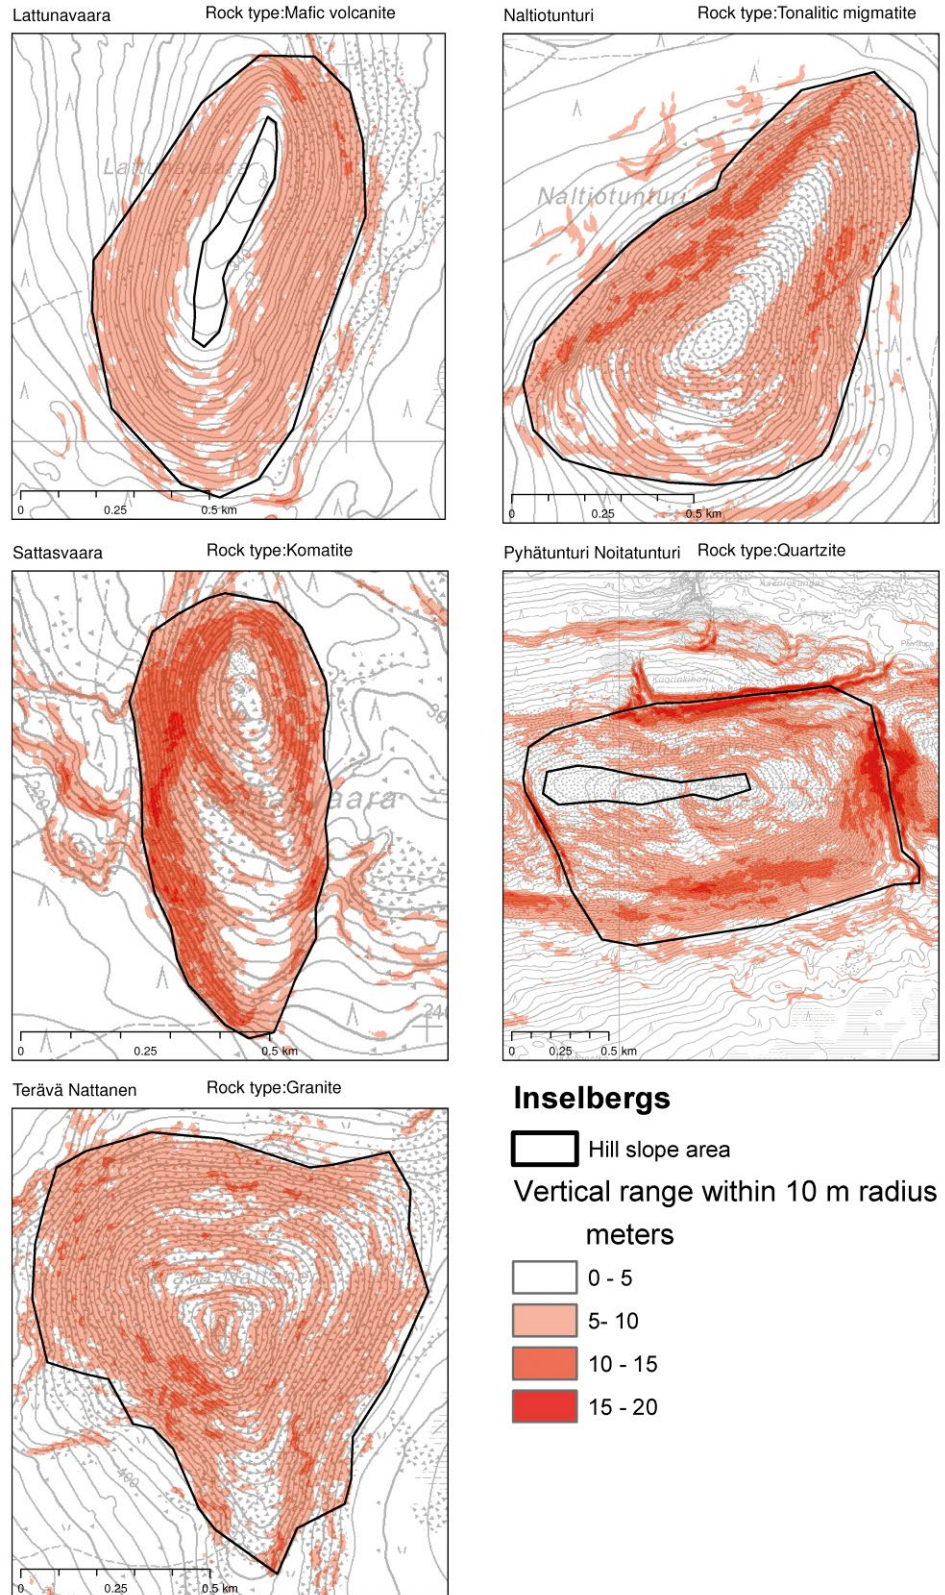 Lattunavaara Rock type:Mafic volcanite
Lattunavaara
0 0.25 0.5 km
Naltiotunturi Rock type:Tonalitic migmatite
Naltiotunturi
0 0.25 0.5 km
Sattasvaara Rock type:Komatite
Sattasvaara
0 0.25 0.5 km
Pyhätunturi Noitatunturi Rock type:Quartzite
0 0.25 0.5 km
Terävä Nattanen Rock type:Granite
400
0 0.25 0.5 km
Inselbergs
Hill slope area
Vertical range within 10 m radius
meters
0 - 5
5- 10
10 - 15
15 - 20